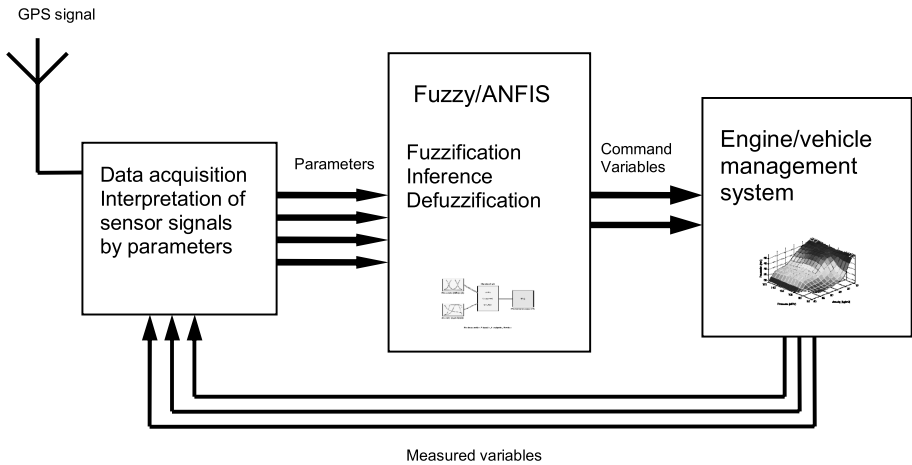 GPS signal
Data acquisition
Interpretation of
sensor signals
by parameters
Parameters
Fuzzy/ANFIS
Fuzzification
Inference
Defuzzification
Command
Variables
Engine/vehicle
management
system
Measured variables